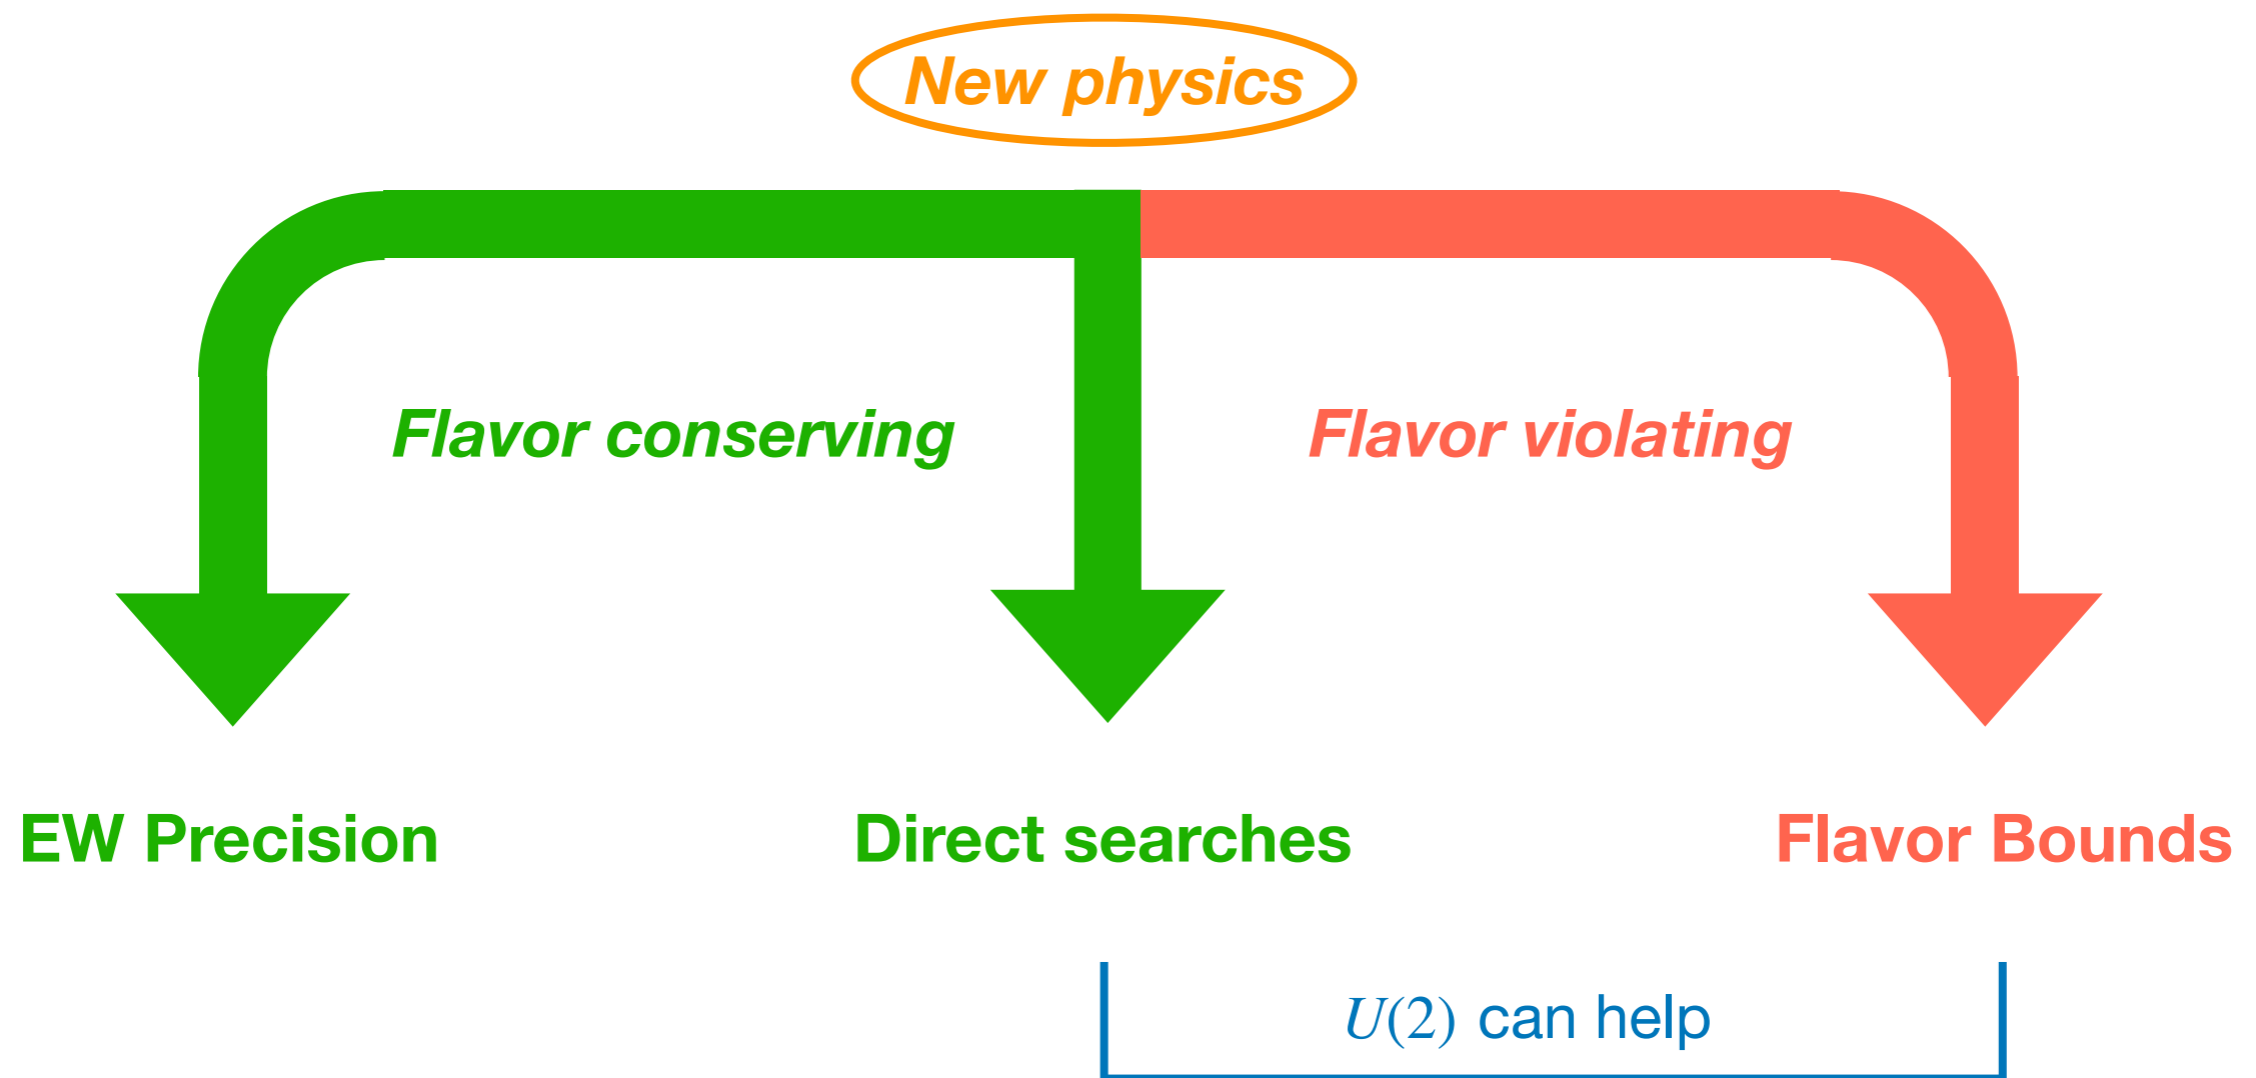 New physics
Flavor conserving
Flavor violating
EW Precision
Direct searches
Flavor Bounds
U(2) can help